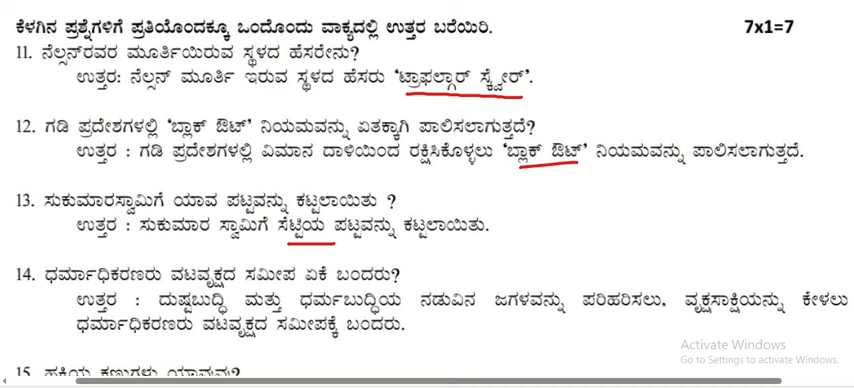 ಕೆಳಗಿನ ಪ್ರಶ್ನೆಗಳಿಗೆ ಪ್ರತಿಯೊಂದಕ್ಕೂ ಒಂದೊಂದು ವಾಕ್ಯದಲ್ಲಿ ಉತ್ತರ ಬರೆಯಿರಿ. 7x1=7
11. ನೆಲ್ಸನ್‌ರವರ ಮೂರ್ತಿಯಿರುವ ಸ್ಥಳದ ಹೆಸರೇನು?
ಉತ್ತರ: ನೆಲ್ಸನ್ ಮೂರ್ತಿ ಇರುವ ಸ್ಥಳದ ಹೆಸರು ‘ಟ್ರಾಫಲ್ಗಾರ್ ಸ್ಕ್ವೇರ್’.
12. ಗಡಿ ಪ್ರದೇಶಗಳಲ್ಲಿ ‘ಬ್ಲಾಕ್ ಔಟ್’ ನಿಯಮವನ್ನು ಏತಕ್ಕಾಗಿ ಪಾಲಿಸಲಾಗುತ್ತದೆ?
ಉತ್ತರ : ಗಡಿ ಪ್ರದೇಶಗಳಲ್ಲಿ ವಿಮಾನ ದಾಳಿಯಿಂದ ರಕ್ಷಿಸಿಕೊಳ್ಳಲು ‘ಬ್ಲಾಕ್ ಔಟ್’ ನಿಯಮವನ್ನು ಪಾಲಿಸಲಾಗುತ್ತದೆ.
13. ಸುಕುಮಾರಸ್ವಾಮಿಗೆ ಯಾವ ಪಟ್ಟವನ್ನು ಕಟ್ಟಲಾಯಿತು ?
ಉತ್ತರ : ಸುಕುಮಾರ ಸ್ವಾಮಿಗೆ ಸೆಟ್ಟಿಯ ಪಟ್ಟವನ್ನು ಕಟ್ಟಲಾಯಿತು.
14. ಧರ್ಮಾಧಿಕರಣರು ವಟವೃಕ್ಷದ ಸಮೀಪ ಏಕೆ ಬಂದರು?
ಉತ್ತರ : ದುಷ್ಟಬುದ್ಧಿ ಮತ್ತು ಧರ್ಮಬುದ್ಧಿಯ ನಡುವಿನ ಜಗಳವನ್ನು ಪರಿಹರಿಸಲು, ವೃಕ್ಷಸಾಕ್ಷಿಯನ್ನು ಕೇಳಲು
ಧರ್ಮಾಧಿಕರಣರು ವಟವೃಕ್ಷದ ಸಮೀಪಕ್ಕೆ ಬಂದರು.
Activate Windows
Go to Settings to activate Windows.
15. ಹಕ್ಕಿಯ ಕಣ್ಣುಗಳು ಯಾವುವು?